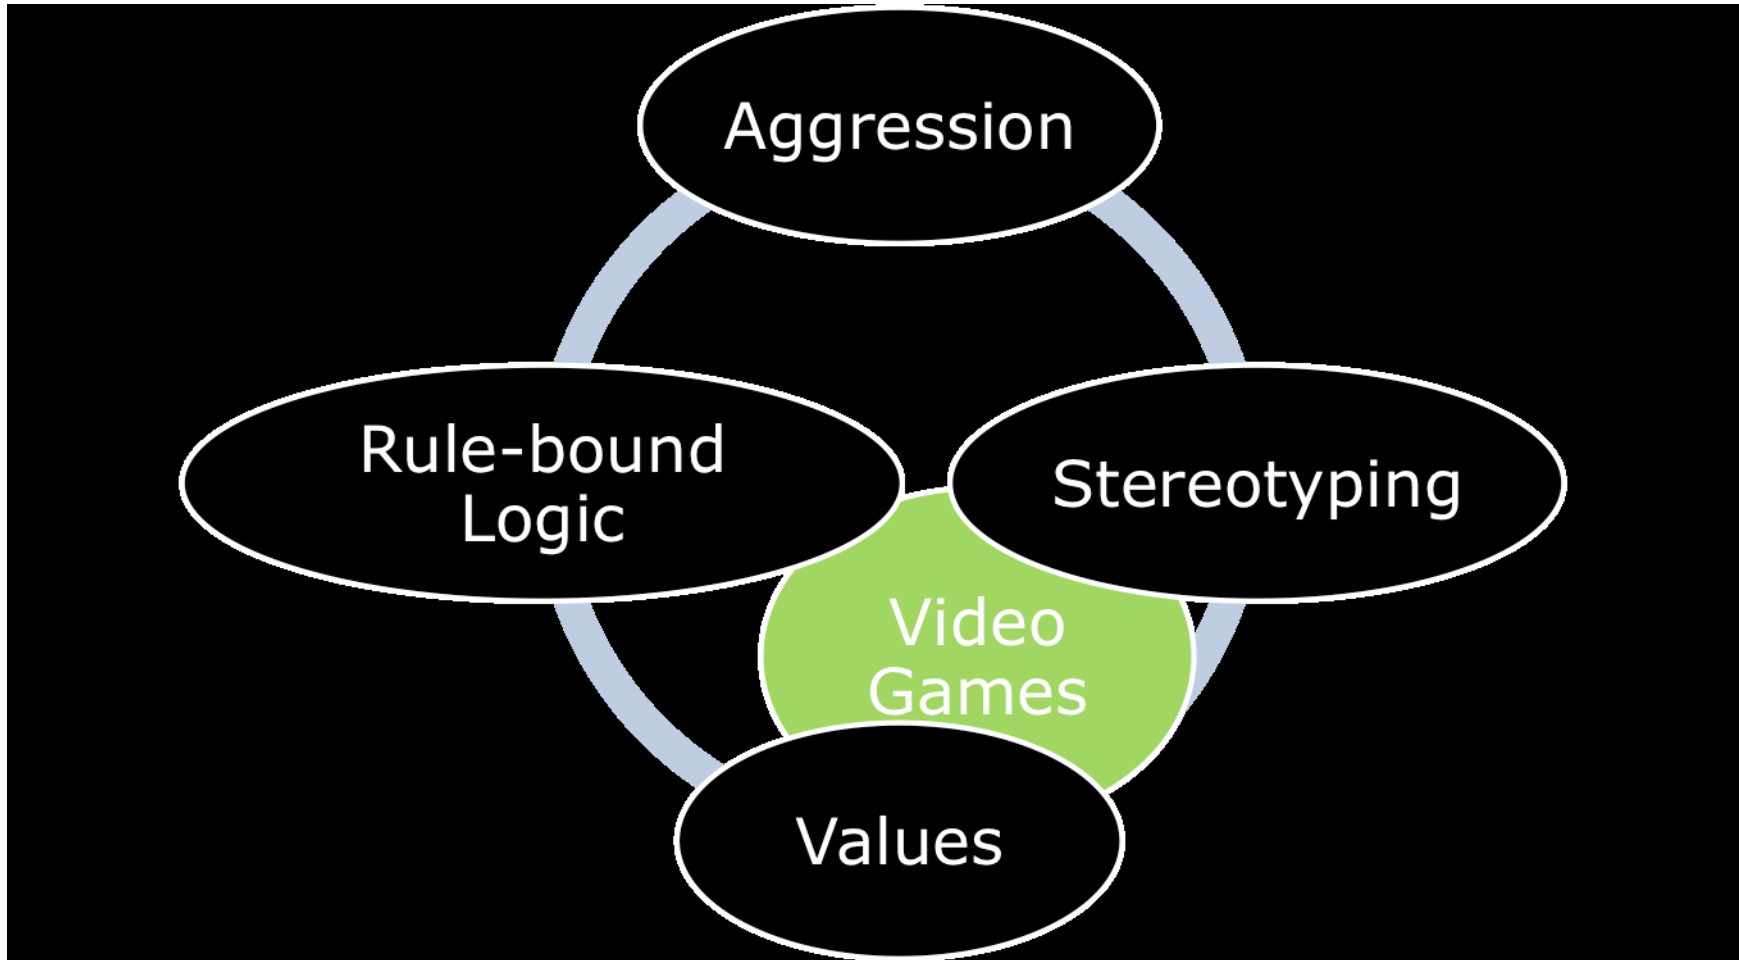 Aggression
Rule-bound
Logic
Stereotyping
Video
Games
Values